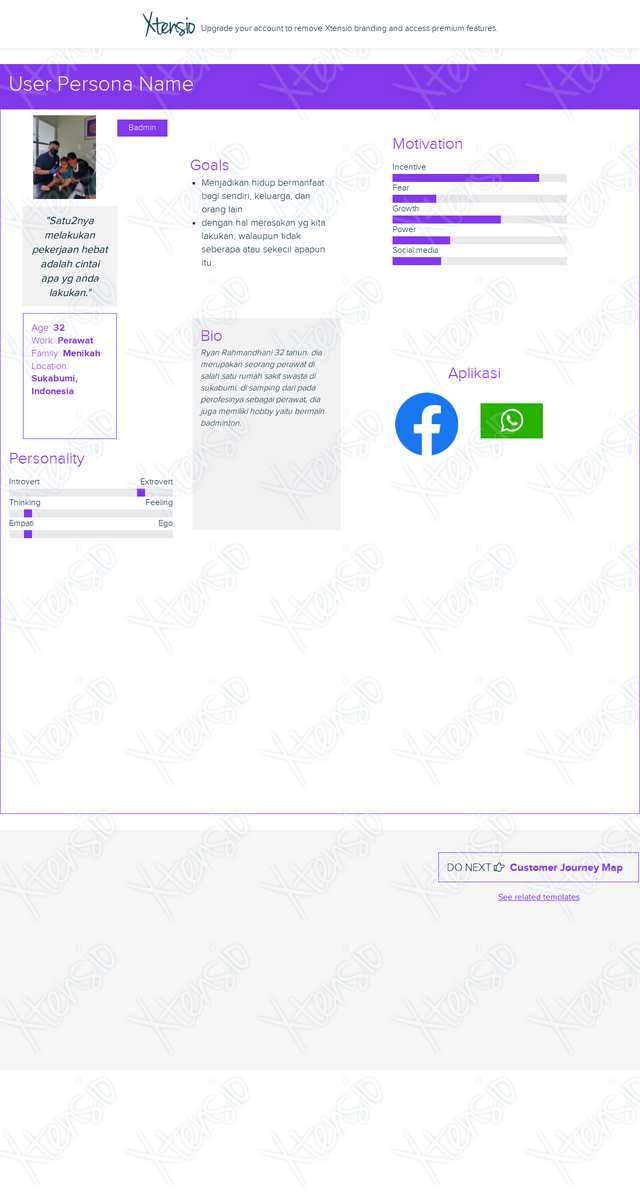 Xtensio Upgrade your account to remove Xtensio branding and access premium features.
User Persona Name
Badmin
"Satu2nya
melakukan
pekerjaan hebat
adalah cintai
apa yg anda
lakukan."
Age: 32
Work: Perawat
Family: Menikah
Location:
Sukabumi,
Indonesia
Personality
Introvert Extrovert
Thinking Feeling
Empati Ego
Goals
Menjadikan hidup bermanfaat
bagi sendiri, keluarga, dan
orang lain
dengan hal merasakan yg kita
lakukan, walaupun tidak
seberapa atau sekecil apapun
itu.
Bio
Ryan Rahmandhani 32 tahun. dia
merupakan seorang perawat di
salah satu rumah sakit swasta di
sukabumi. di samping dari pada
perofesinya sebagai perawat, dia
juga memiliki hobby yaitu bermain
badminton.
Motivation
Incentive
Fear
Growth
Power
Social media
Aplikasi
DO NEXT Customer Journey Map
See related templates